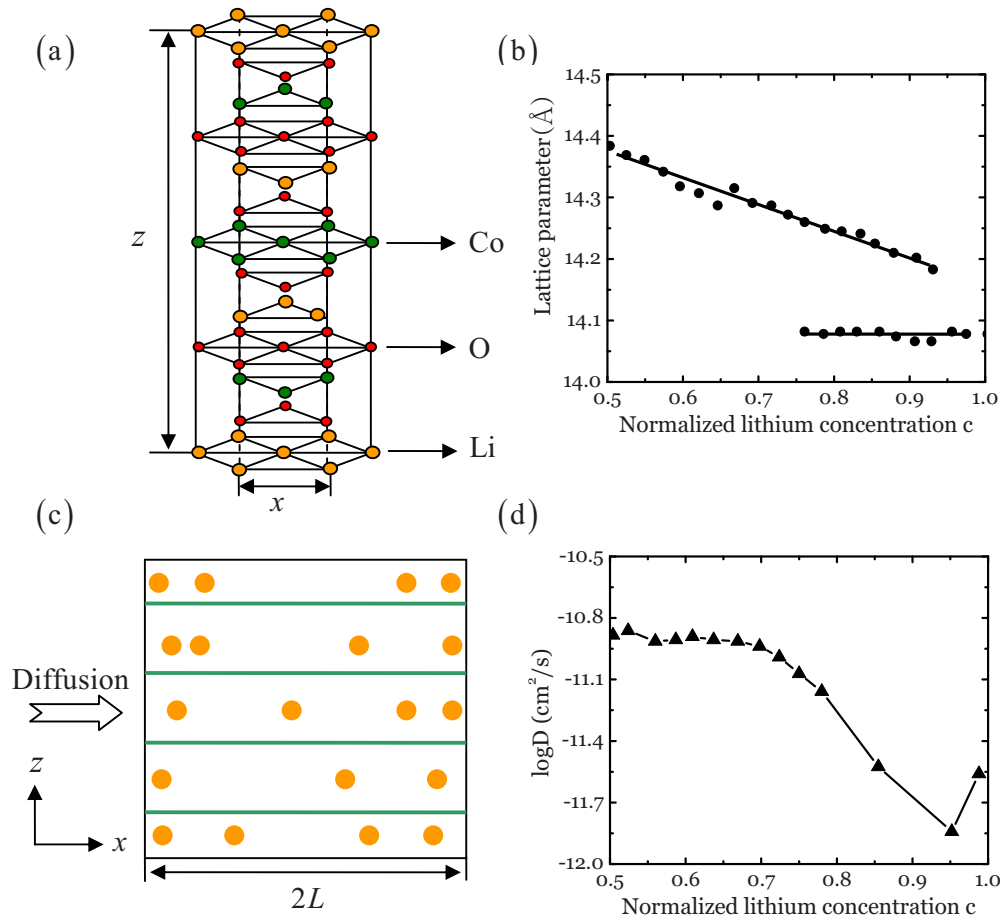 (a)
z
Co
O
Li
x
(b)
Lattice parameter(Å)
14.5
14.4
14.3
14.2
14.1
14.0
0.5 0.6 0.7 0.8 0.9 1.0
Normalized lithium concentration c
(c)
Diffusion
z
x
2L
(d)
logD (cm²/s)
-10.5
-10.8
-11.1
-11.4
-11.7
-12.0
0.5 0.6 0.7 0.8 0.9 1.0
Normalized lithium concentration c